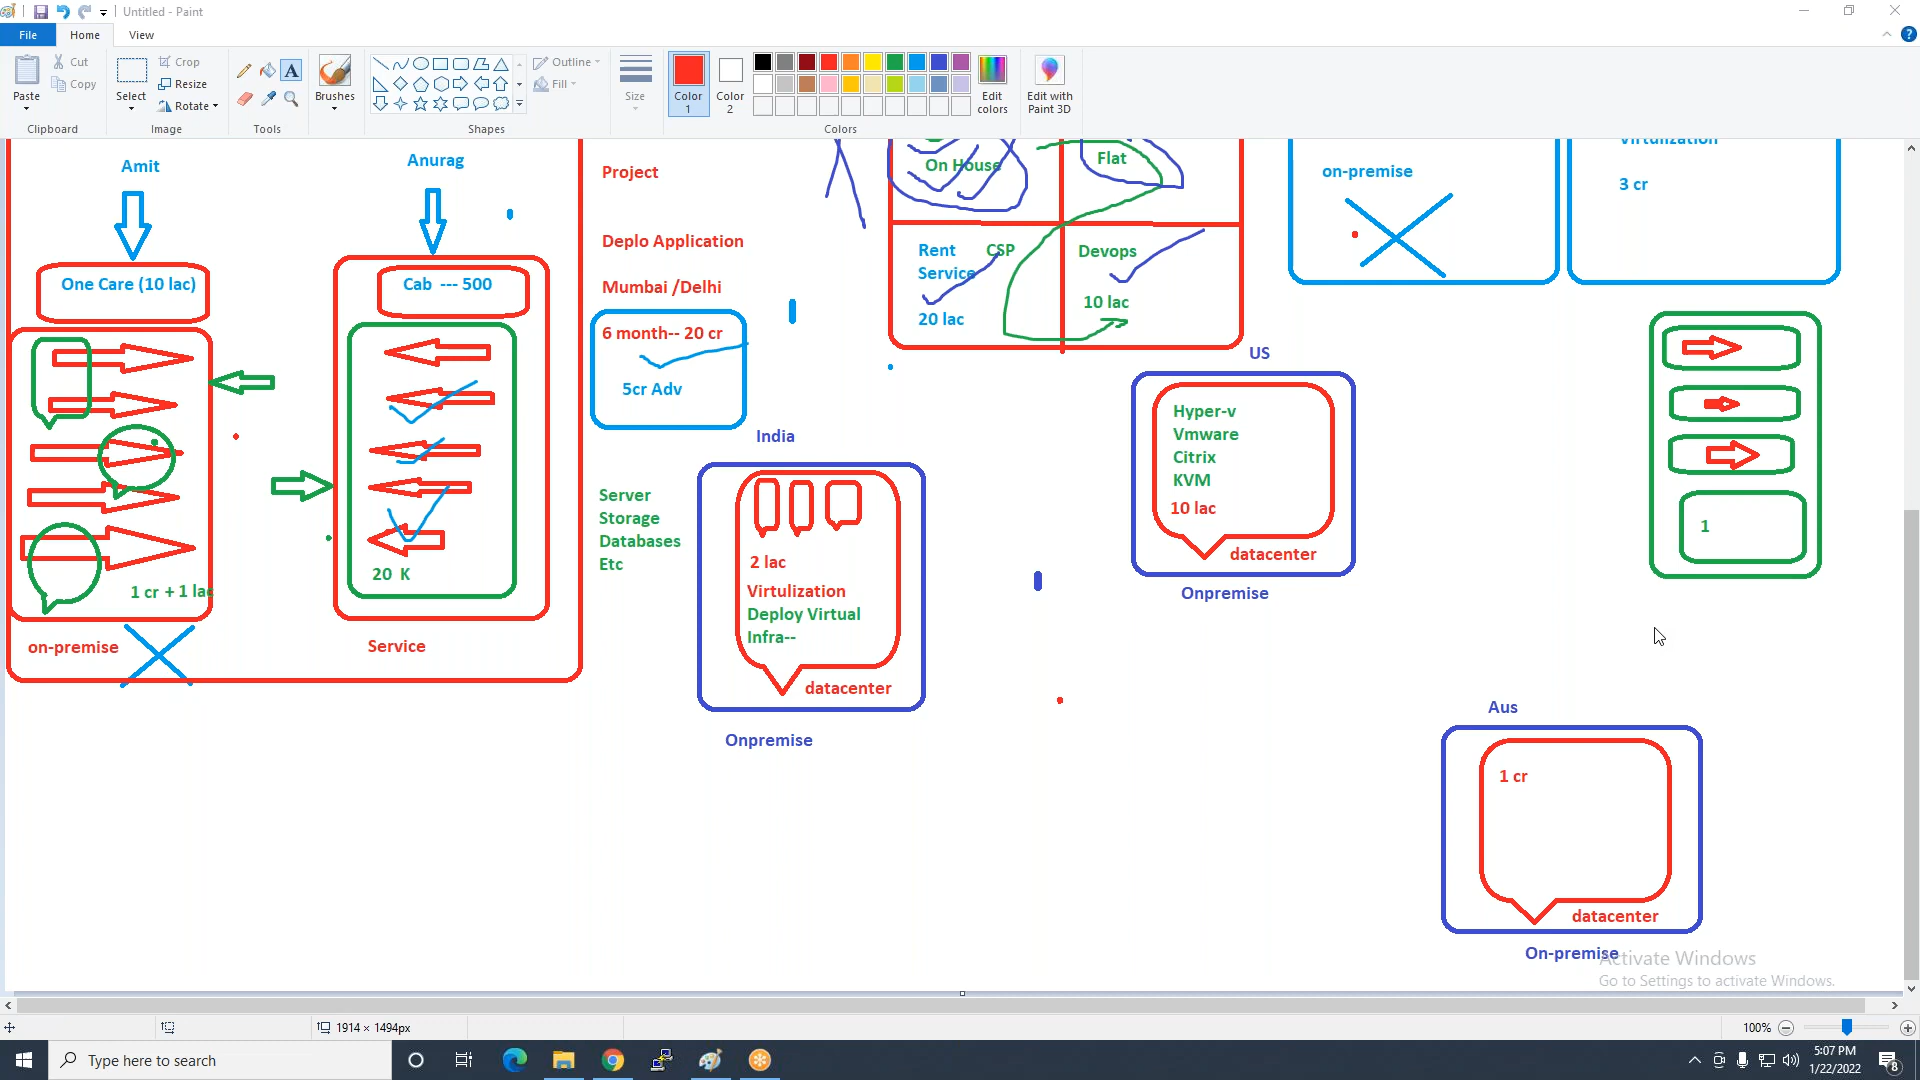 Untitled - Paint
File
Home
View
Paste
Cut
Copy
Clipboard
Select
Crop
Resize
Rotate
Image
A
Tools
Brushes
Shapes
Outline
Fill
Size
Color 1
Color 2
Edit colors
Edit with Paint 3D
Colors
Amit
Anurag
One Care (10 lac)
Cab --- 500
1 cr + 1 lac
20 K
on-premise
Service
Project
Deplo Application
Mumbai /Delhi
6 month-- 20 cr
5cr Adv
On House
Flat
Rent
Service
CSP
20 lac
Devops
10 lac
on-premise
Virtulization
3 cr
India
Server
Storage
Databases
Etc
2 lac
Virtulization
Deploy Virtual
Infra--
datacenter
Onpremise
US
Hyper-v
Vmware
Citrix
KVM
10 lac
datacenter
Onpremise
1
Aus
1 cr
datacenter
On-premise
Activate Windows
Go to Settings to activate Windows.
1914 × 1494px
100%
Type here to search
5:07 PM
1/22/2022
8